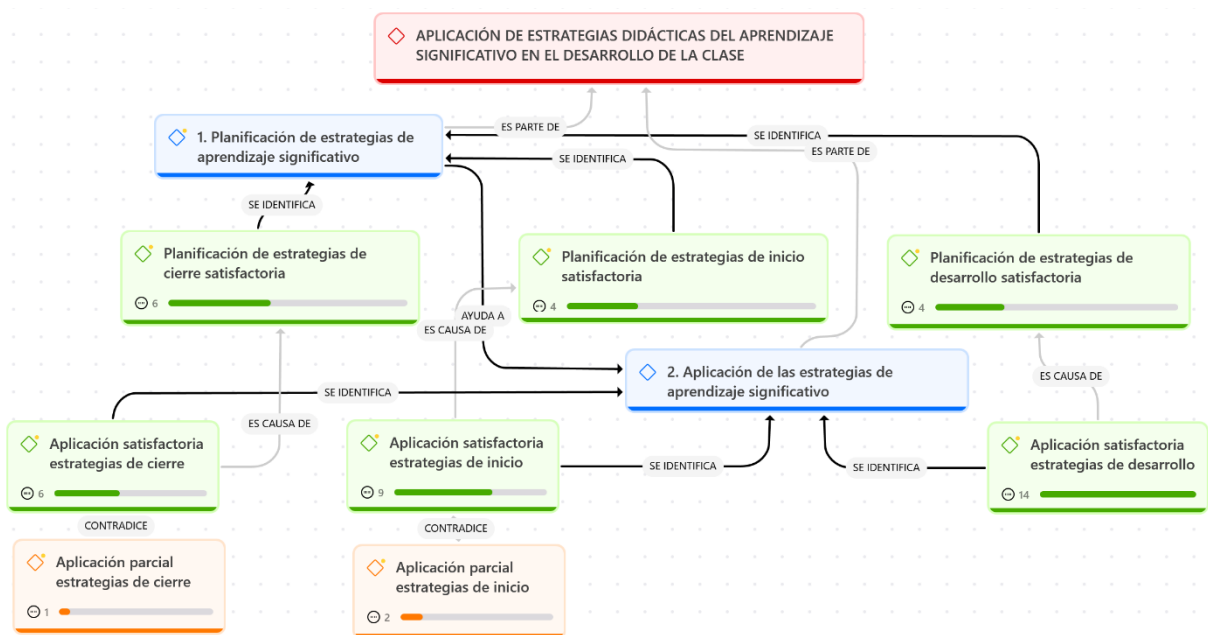 APLICACIÓN DE ESTRATEGIAS DIDÁCTICAS DEL APRENDIZAJE
SIGNIFICATIVO EN EL DESARROLLO DE LA CLASE
1. Planificación de estrategias de
aprendizaje significativo
ES PARTE DE
SE IDENTIFICA
ES PARTE DE
SE IDENTIFICA
SE IDENTIFICA
Planificación de estrategias de
cierre satisfactoria
6
Planificación de estrategias de inicio
satisfactoria
4
Planificación de estrategias de
desarrollo satisfactoria
4
AYUDA A
ES CAUSA DE
2. Aplicación de las estrategias de
aprendizaje significativo
ES CAUSA DE
SE IDENTIFICA
ES CAUSA DE
Aplicación satisfactoria
estrategias de cierre
6
Aplicación satisfactoria
estrategias de inicio
9
SE IDENTIFICA
SE IDENTIFICA
Aplicación satisfactoria
estrategias de desarrollo
14
CONTRADICE
CONTRADICE
Aplicación parcial
estrategias de cierre
1
Aplicación parcial
estrategias de inicio
2